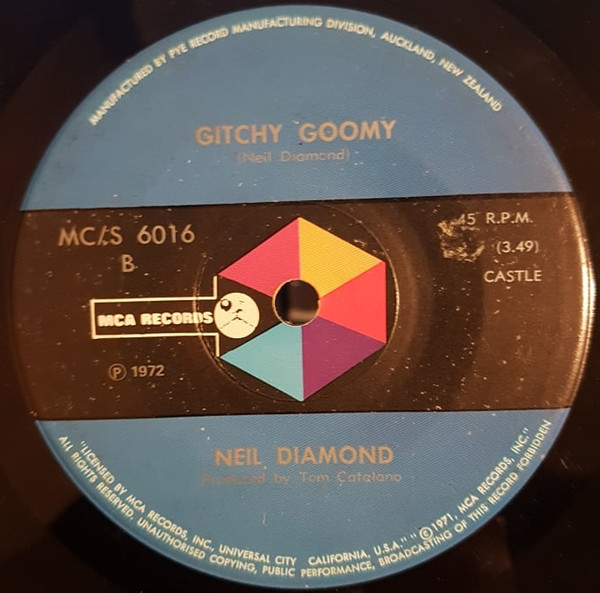 MANUFACTURED BY PYE RECORD MANUFACTURING DIVISION, AUCKLAND, NEW ZEALAND
GITCHY GOOMY
(Neil Diamond)
MCA.S 6016
B
45 R.P.M.
(3.49)
CASTLE
MCA RECORDS
Ⓟ 1972
NEIL DIAMOND
Produced by Tom Catalano
"LICENSED BY MCA RECORDS, INC., UNIVERSAL CITY CALIFORNIA, U.S.A." "©1971, MCA RECORDS, INC."
ALL RIGHTS RESERVED. UNAUTHORISED COPYING, PUBLIC PERFORMANCE, BROADCASTING OF THIS RECORD FORBIDDEN